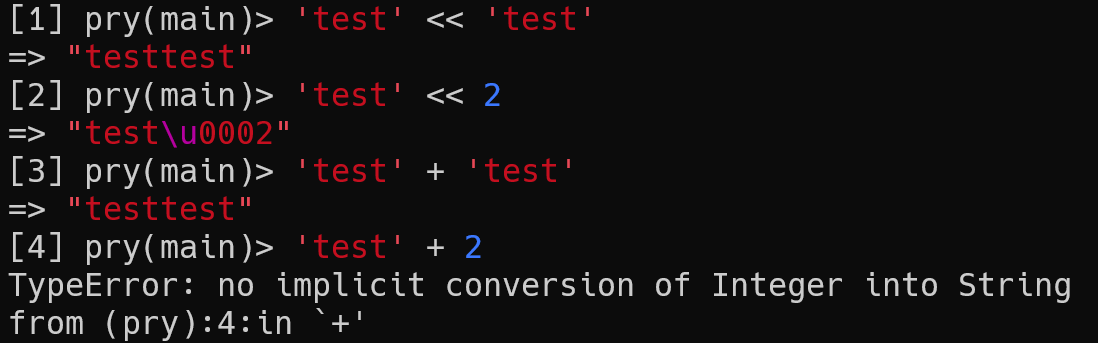 [1] pry(main)> 'test' << 'test'
=> "testtest"
[2] pry(main)> 'test' << 2
=> "test\u0002"
[3] pry(main)> 'test' + 'test'
=> "testtest"
[4] pry(main)> 'test' + 2
TypeError: no implicit conversion of Integer into String
from (pry):4:in `+'